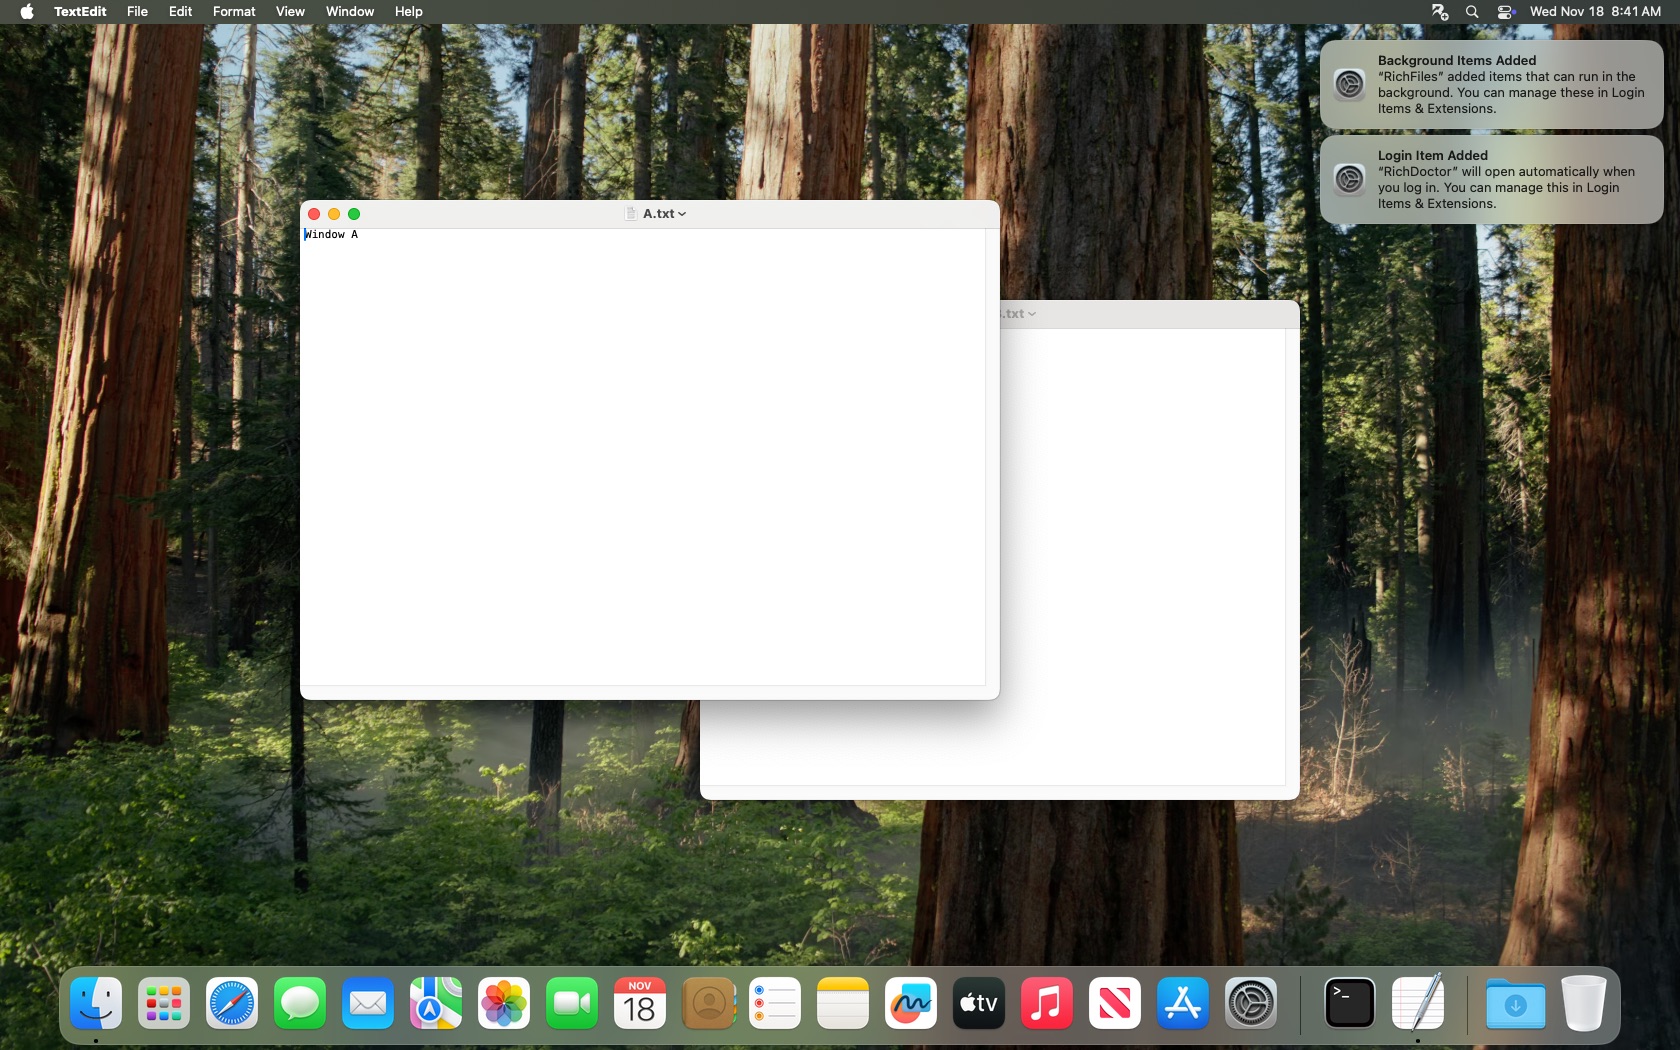 TextEdit File Edit Format View Window Help
Wed Nov 18 8:41 AM
Background Items Added
“RichFiles” added items that can run in the
background. You can manage these in Login
Items & Extensions.
Login Item Added
“RichDoctor” will open automatically when
you log in. You can manage this in Login
Items & Extensions.
A.txt
Window A
.txt
NOV
18
tv
>_